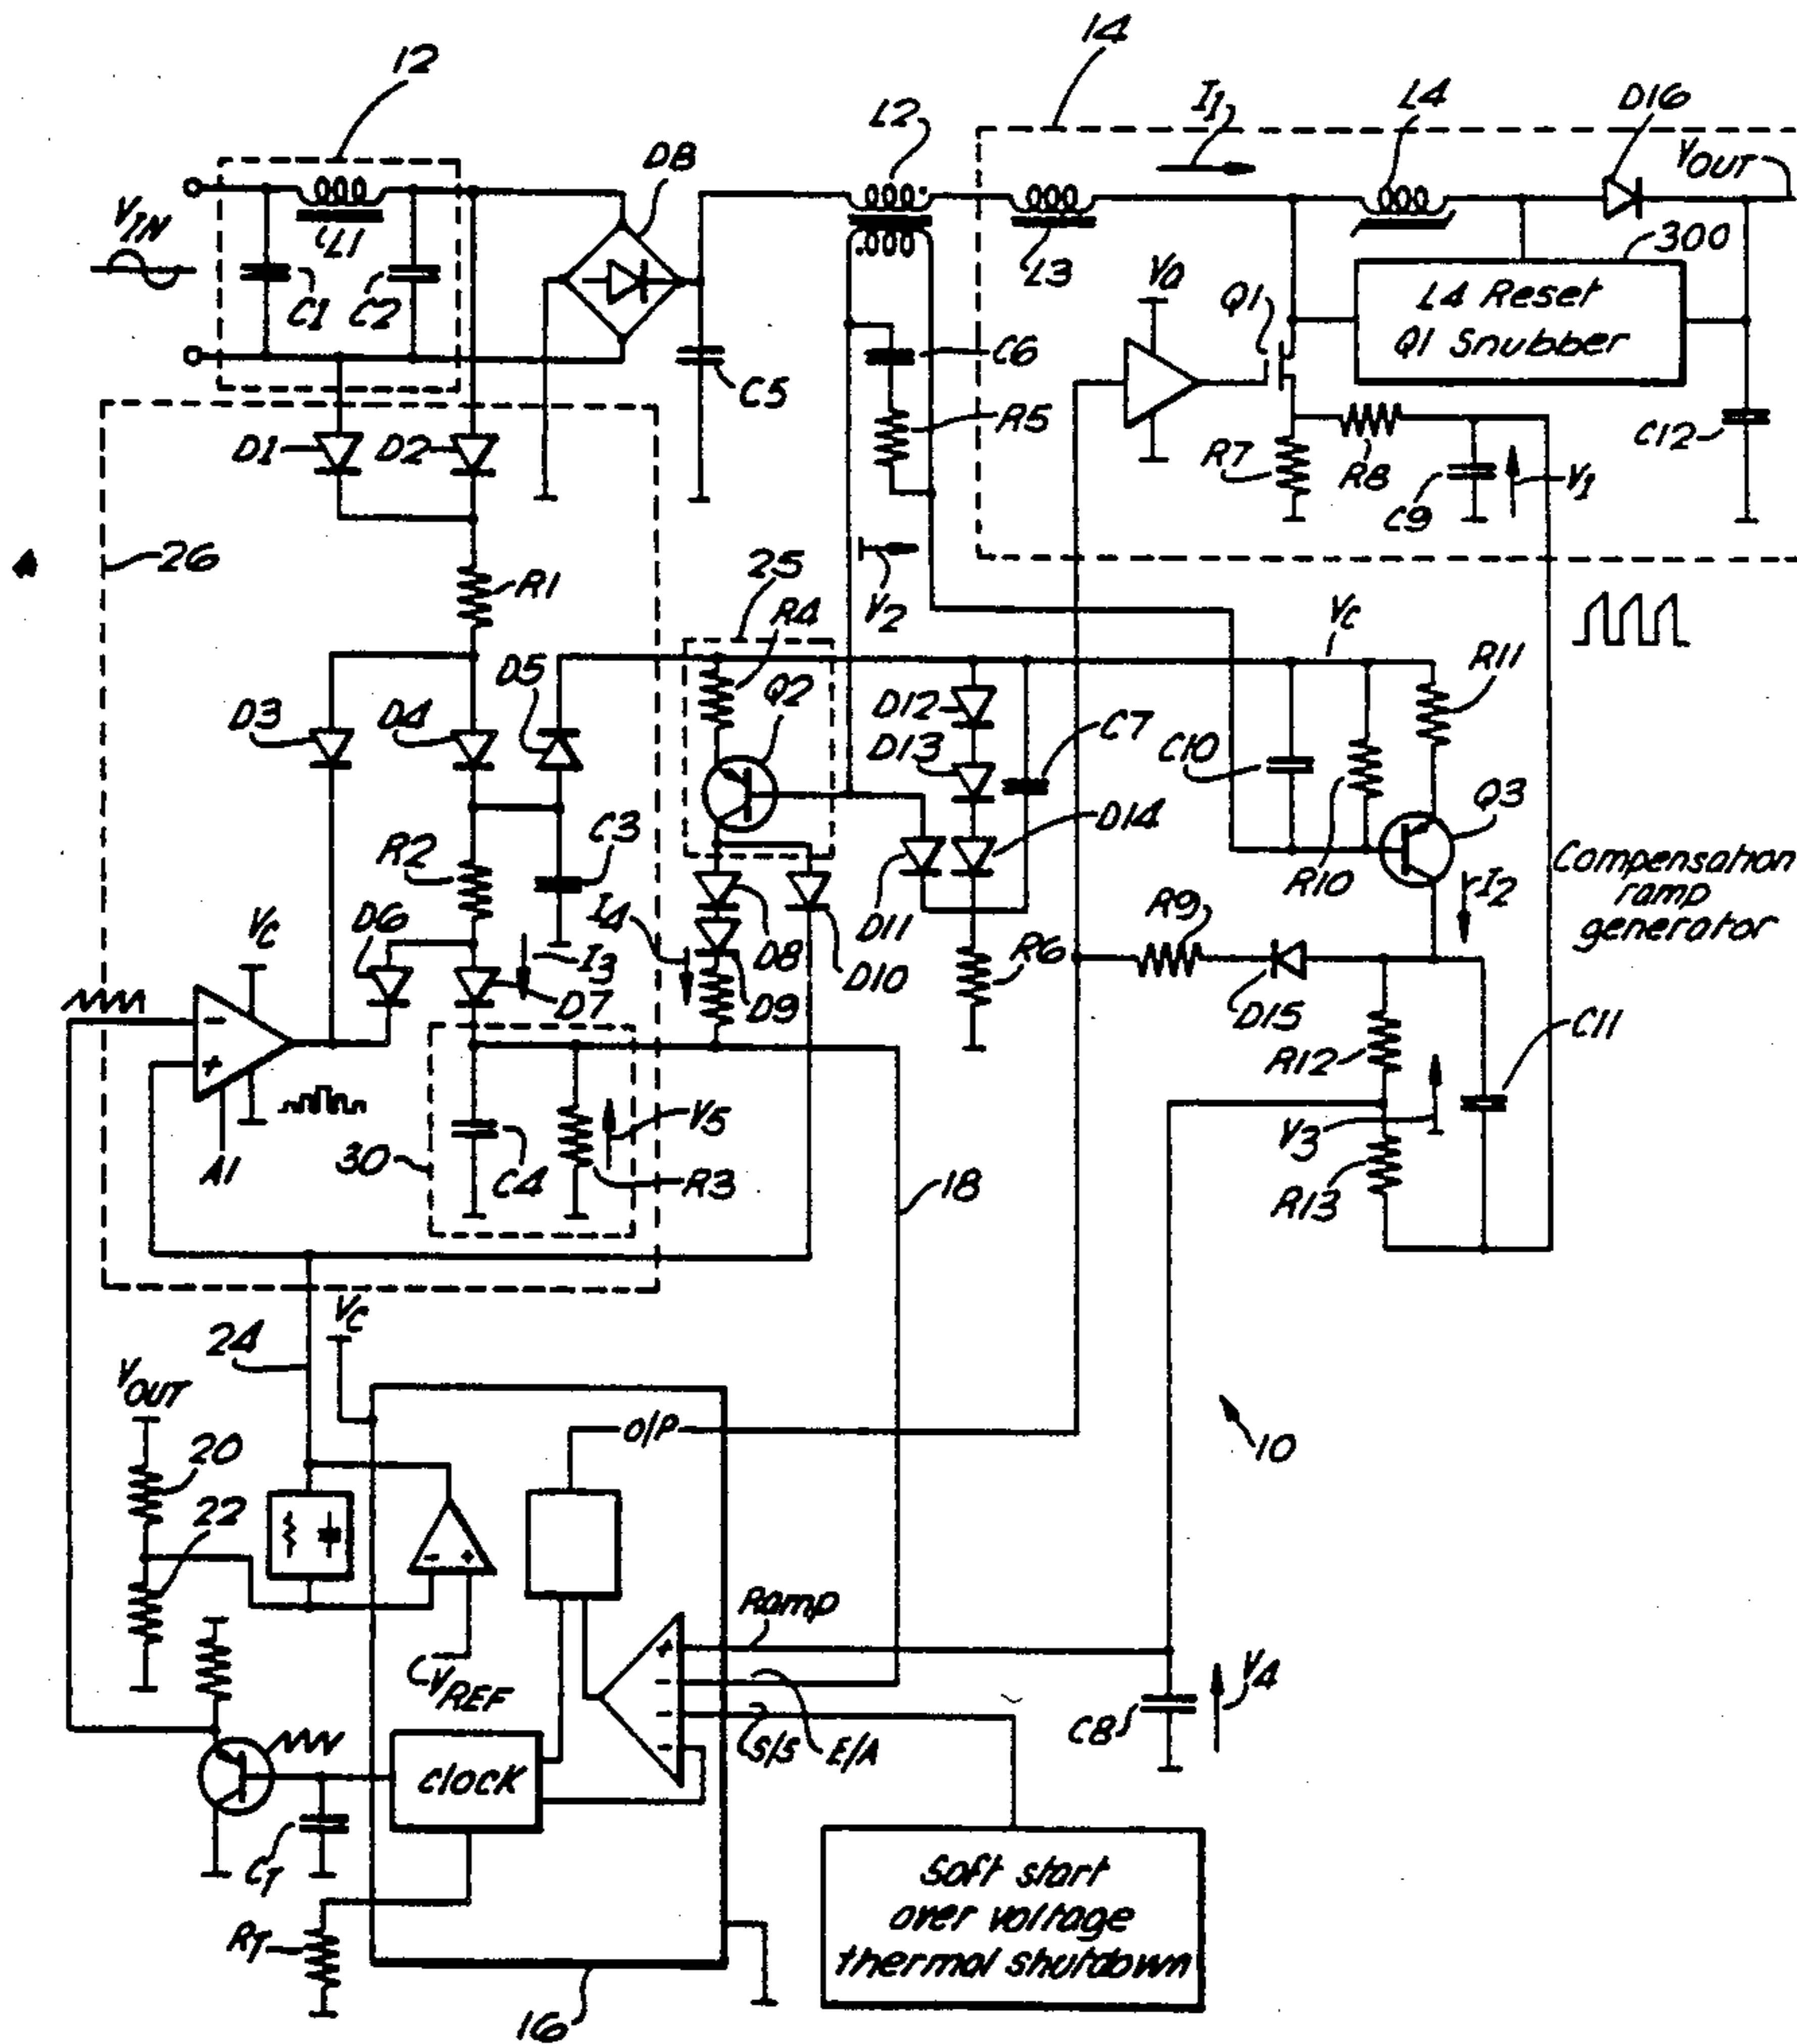 14
12
I1
L4
D16
L2
DB
VOUT
VIN
L1
C1
C2
L3
Q1
300
L4 Reset
Q1 Snubber
C5
C6
R5
D1
D2
R7
R8
C9
V1
C12
26
R1
25
R4
V2
VC
R11
D3
D4
D5
Q2
D12
D13
C7
C10
Q3
R2
C3
D14
R10
I2
Compensation
ramp
generator
VC
D6
I4
I3
D7
D8
D9
D10
D11
R6
R9
D15
R12
C11
A1
30
C4
V5
R3
18
V3
R13
VC
24
VOUT
O/P
10
20
22
Ramp
VREF
C8
V4
S/S
E/A
Clock
CT
RT
Soft start
over voltage
thermal shutdown
16